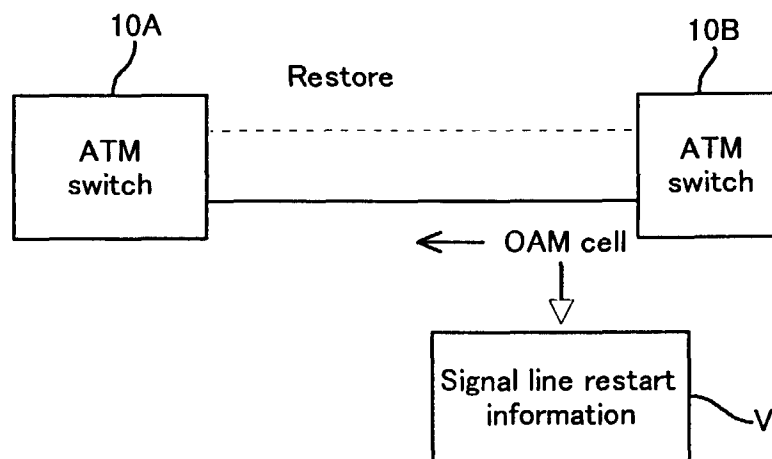 10A
10B
Restore
ATM
switch
ATM
switch
OAM cell
Signal line restart
information
V